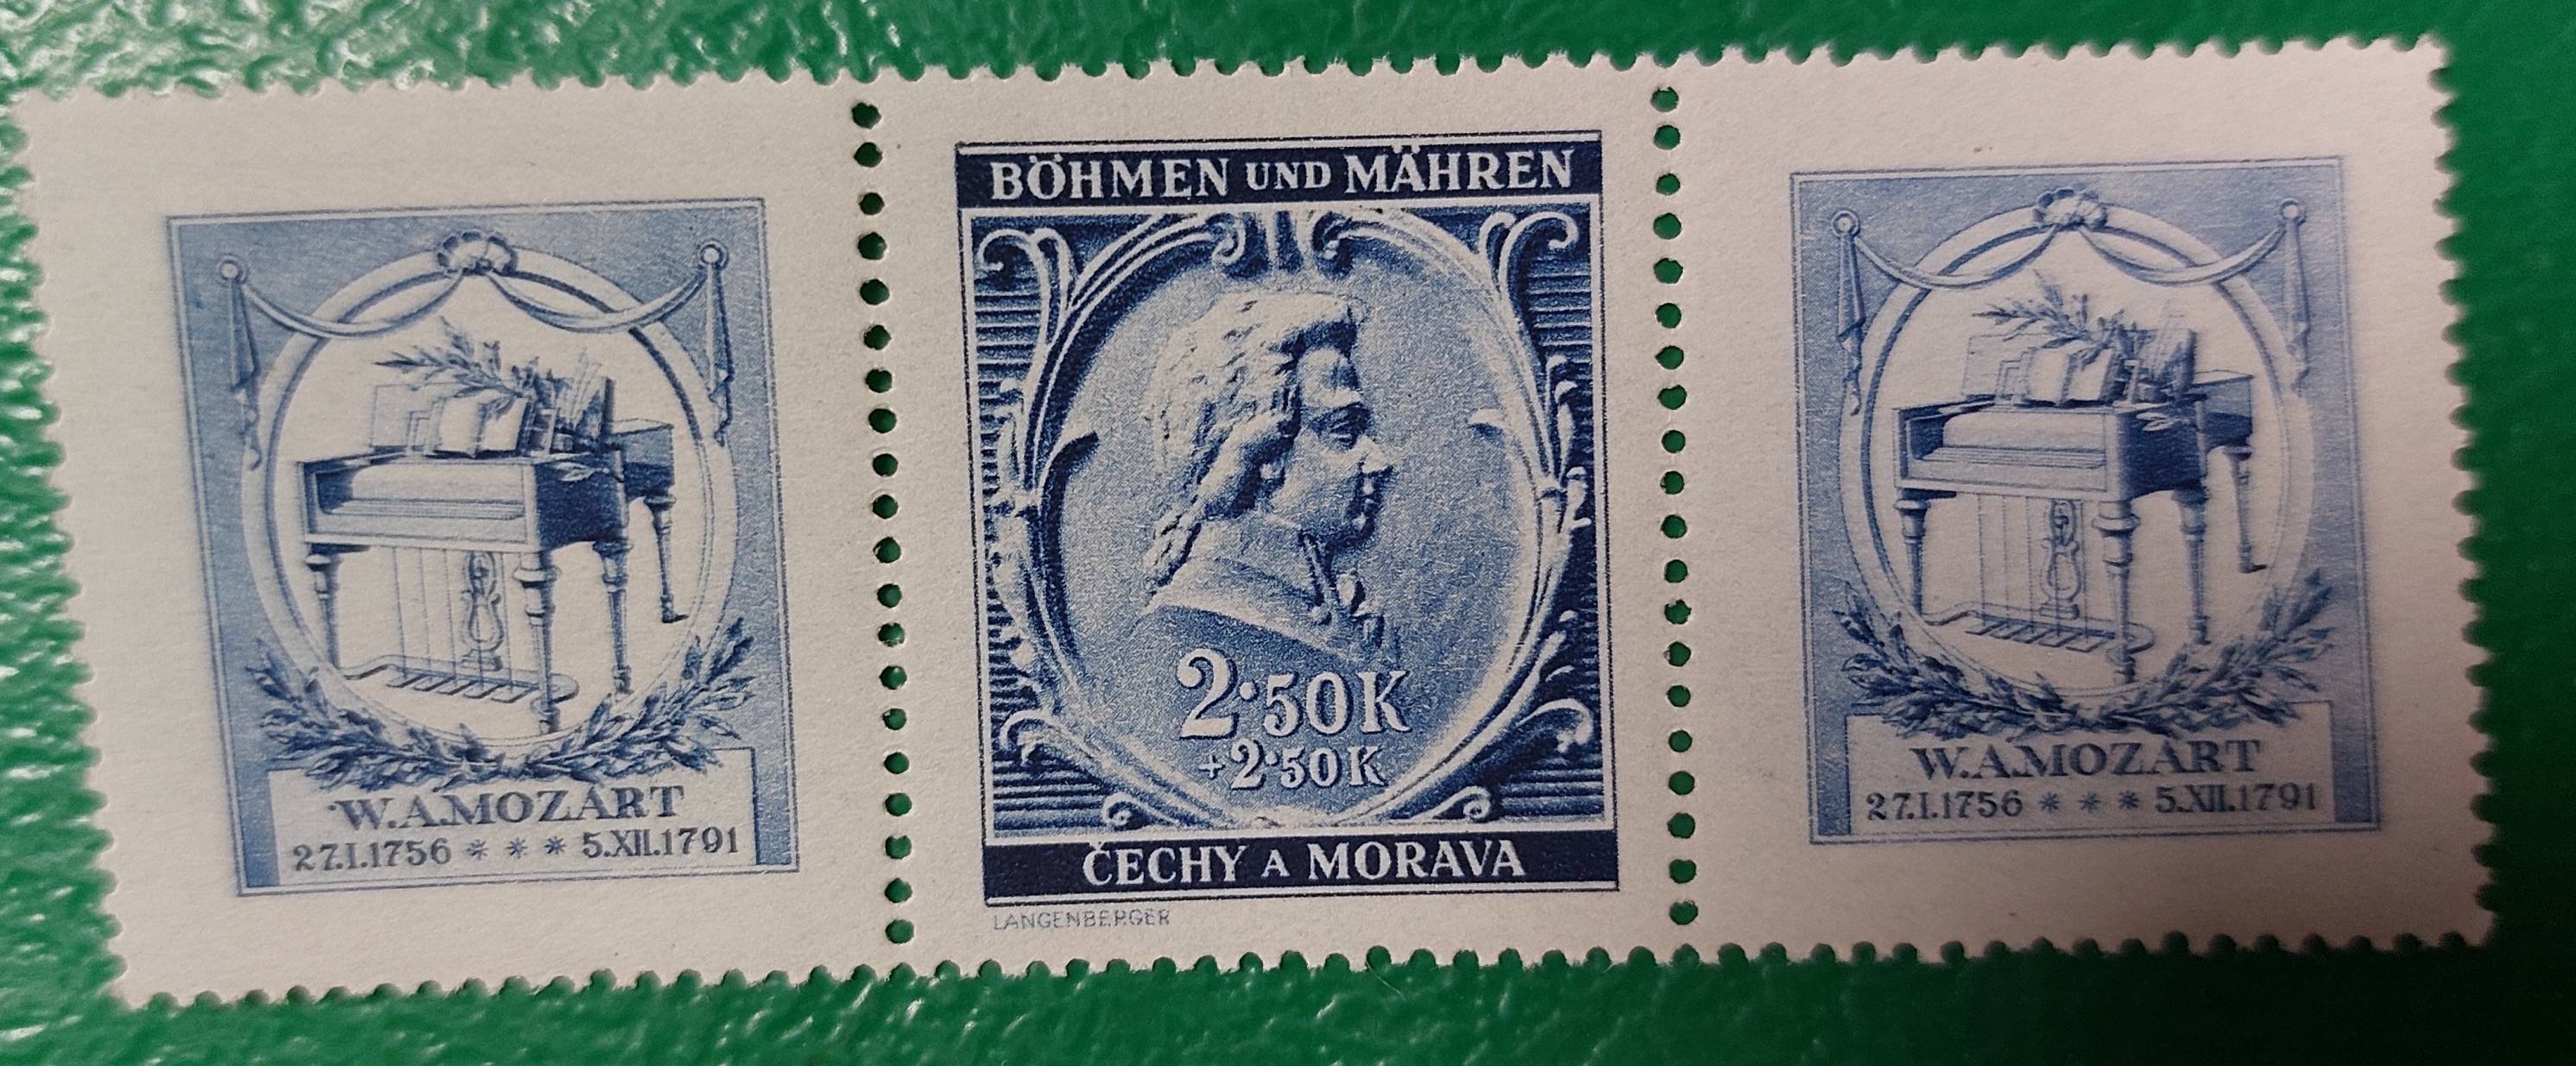 W.A.MOZART
27.I.1756 * * * 5.XII.1791
BÖHMEN UND MÄHREN
2·50K
+2·50K
ČECHY A MORAVA
LANGENBERGER
W.A.MOZART
27.I.1756 * * * 5.XII.1791